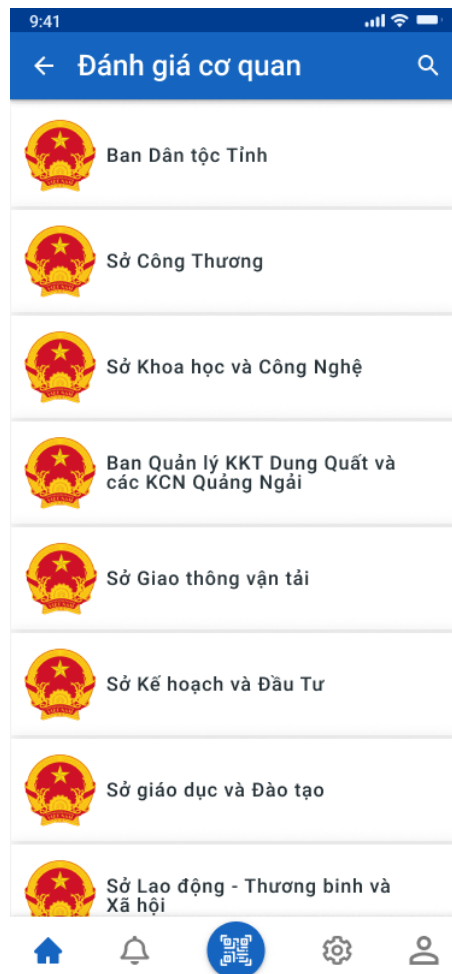 9:41
Đánh giá cơ quan
Ban Dân tộc Tỉnh
Sở Công Thương
Sở Khoa học và Công Nghệ
Ban Quản lý KKT Dung Quất và
các KCN Quảng Ngải
Sở Giao thông vận tải
Sở Kế hoạch và Đầu Tư
Sở giáo dục và Đào tạo
Sở Lao động - Thương binh và
Xã hội